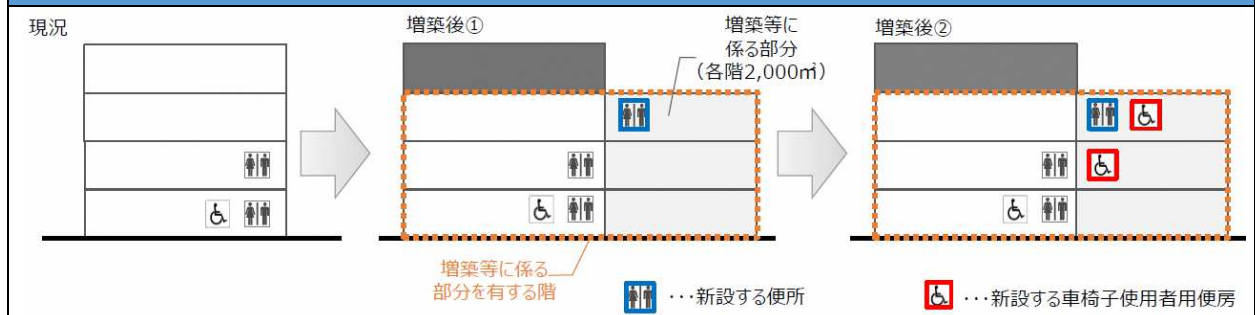 現況
増築後①
増築等に
係る部分
（各階2,000㎡）
増築後②
増築等に係る
部分を有する階
･･･新設する便所
･･･新設する車椅子使用者用便房